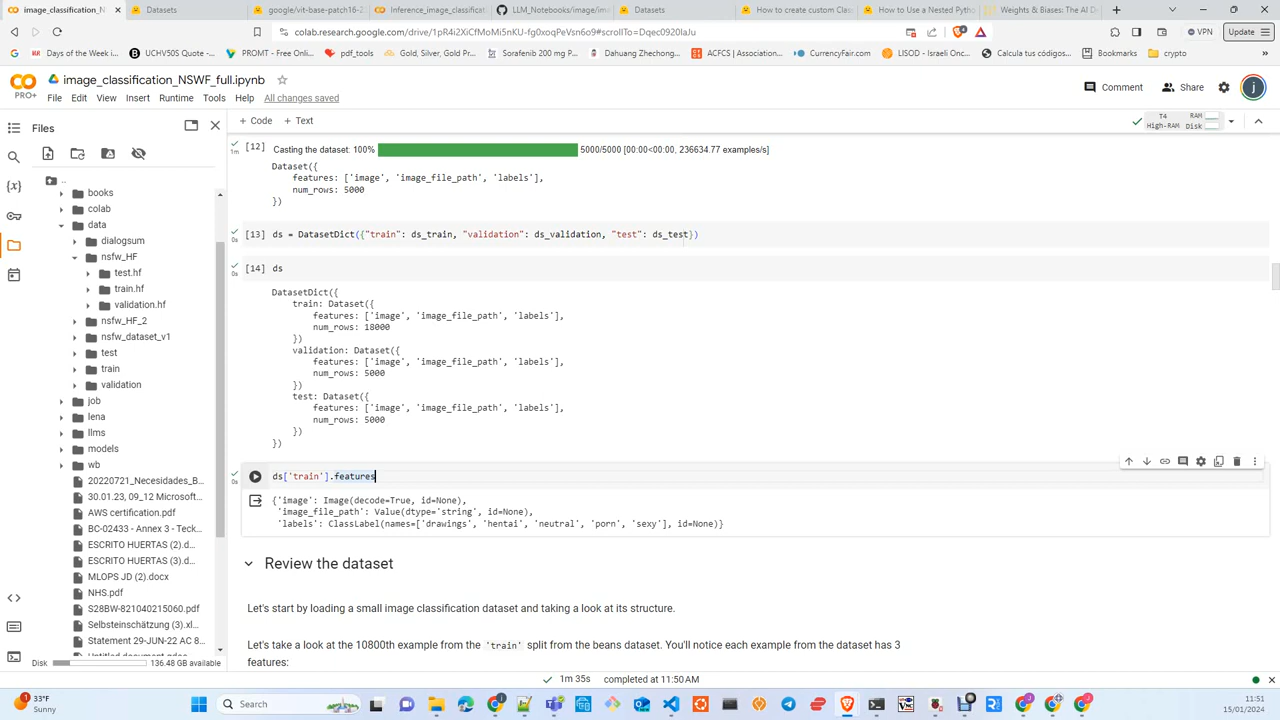 image_classification_N
Datasets
google/vit-base-patch16-2
Inference_image_classificati
LLM_Notebooks/image/ima
Datasets
How to create custom Clas
How to Use a Nested Pyth
Weights & Biases: The AI De
colab.research.google.com/drive/1pR4i2XiCfMoMi5nKU-fg0xoqPeVsn6o9#scrollTo=Dqec0920IaJu
VPN
Update
M
Days of the Week in...
UCHV50S Quote -...
PROMT - Free Onli...
pdf_tools
Gold, Silver, Gold Pr...
Sorafenib 200 mg P...
Dahuang Zhechong...
ACFCS | Association...
CurrencyFair.com
LISOD - Israeli Onco...
Calcula tus códigos...
Bookmarks
crypto
CO
PRO+
image_classification_NSWF_full.ipynb
File Edit View Insert Runtime Tools Help All changes saved
Comment
Share
j
Files
+ Code + Text
T4
High-RAM
RAM
Disk
..
books
colab
data
dialogsum
nsfw_HF
test.hf
train.hf
validation.hf
nsfw_HF_2
nsfw_dataset_v1
test
train
validation
job
lena
llms
models
wb
20220721_Necesidades_B...
30.01.23, 09_12 Microsoft...
AWS certification.pdf
BC-02433 - Annex 3 - Teck...
ESCRITO HUERTAS (2).d...
ESCRITO HUERTAS (3).d...
MLOPS JD (2).docx
NHS.pdf
S28BW-821040215060.pdf
Selbsteinschätzung (3).xl...
Statement 29-JUN-22 AC 8...
Disk 136.48 GB available
1m
[12] Casting the dataset: 100% 5000/5000 [00:00<00:00, 236634.77 examples/s]
Dataset({
features: ['image', 'image_file_path', 'labels'],
num_rows: 5000
})
0s
[13] ds = DatasetDict({"train": ds_train, "validation": ds_validation, "test": ds_test})
0s
[14] ds
DatasetDict({
train: Dataset({
features: ['image', 'image_file_path', 'labels'],
num_rows: 18000
})
validation: Dataset({
features: ['image', 'image_file_path', 'labels'],
num_rows: 5000
})
test: Dataset({
features: ['image', 'image_file_path', 'labels'],
num_rows: 5000
})
})
0s
ds['train'].features
{'image': Image(decode=True, id=None),
'image_file_path': Value(dtype='string', id=None),
'labels': ClassLabel(names=['drawings', 'hentai', 'neutral', 'porn', 'sexy'], id=None)}
Review the dataset
Let's start by loading a small image classification dataset and taking a look at its structure.
Let's take a look at the 10800th example from the 'train' split from the beans dataset. You'll notice each example from the dataset has 3
features:
1m 35s completed at 11:50 AM
33°F
Sunny
Search
11:51
15/01/2024